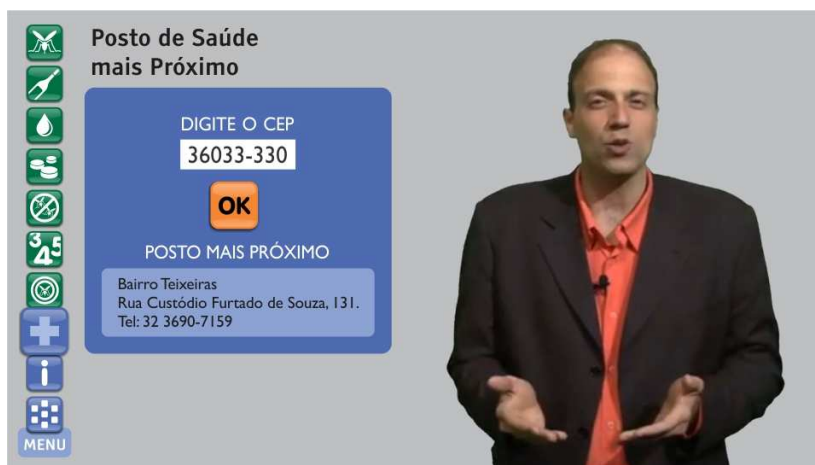 Posto de Saúde
mais Próximo
DIGITE O CEP
36033-330
OK
POSTO MAIS PRÓXIMO
Bairro Teixeiras
Rua Custódio Furtado de Souza, 131.
Tel: 32 3690-7159
345
i
MENU